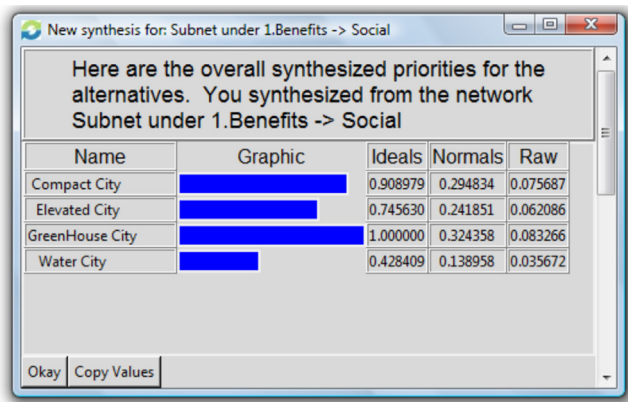 New synthesis for: Subnet under 1.Benefits -> Social
Here are the overall synthesized priorities for the
alternatives. You synthesized from the network
Subnet under 1.Benefits -> Social
Name Graphic Ideals Normals Raw
Compact City 0.908979 0.294834 0.075687
Elevated City 0.745630 0.241851 0.062086
GreenHouse City 1.000000 0.324358 0.083266
Water City 0.428409 0.138958 0.035672
Okay Copy Values